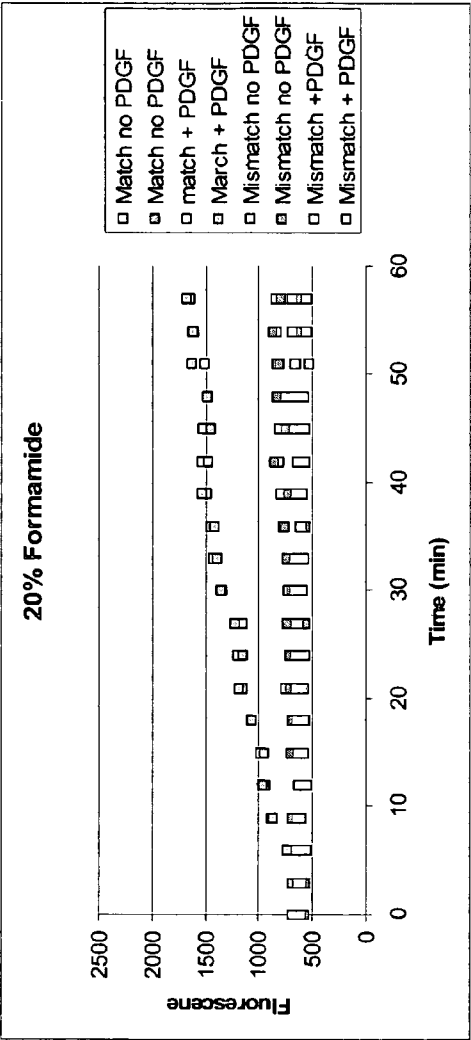 20% Formamide
Fluorescene
2500
2000
1500
1000
500
0
0
10
20
30
40
50
60
Time (min)
Match no PDGF
Match no PDGF
match + PDGF
March + PDGF
Mismatch no PDGF
Mismatch no PDGF
Mismatch +PDGF
Mismatch + PDGF